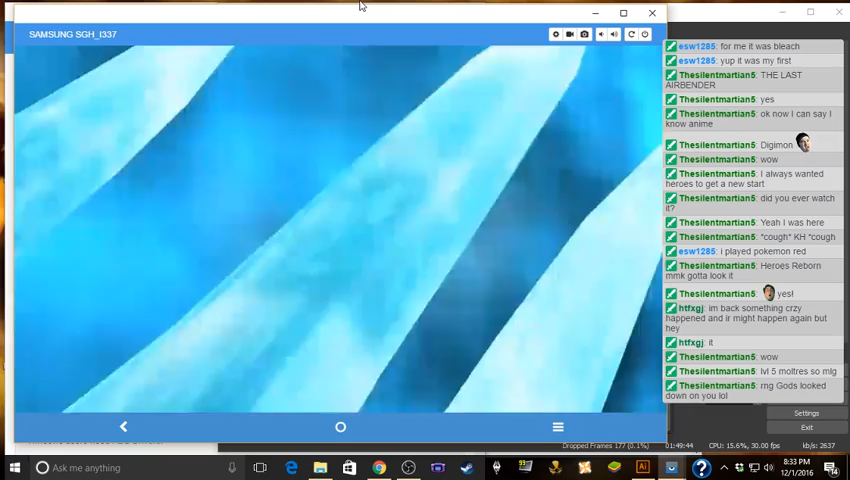 SAMSUNG SGH_I337
esw1285: for me it was bleach
esw1285: yup it was my first
Thesilentmartian5: THE LAST
AIRBENDER
Thesilentmartian5: yes
Thesilentmartian5: ok now I can say I
know anime
Thesilentmartian5: Digimon
Thesilentmartian5: wow
Thesilentmartian5: I always wanted
heroes to get a new start
Thesilentmartian5: did you ever watch
it?
Thesilentmartian5: Yeah I was here
Thesilentmartian5: *cough* KH *cough
esw1285: i played pokemon red
Thesilentmartian5: Heroes Reborn
mmk gotta look it
Thesilentmartian5: yes!
htfxgj: im back something crzy
happened and ir might happen again but
hey
htfxgj: it
Thesilentmartian5: wow
Thesilentmartian5: lvl 5 moltres so mlg
Thesilentmartian5: rng Gods looked
down on you lol
Settings
Exit
Dropped Frames 177 (0.1%)
01:49:44
CPU: 15.6%, 30.00 fps
kb/s: 2637
Ask me anything
99
Ai
8:33 PM
12/1/2016
14